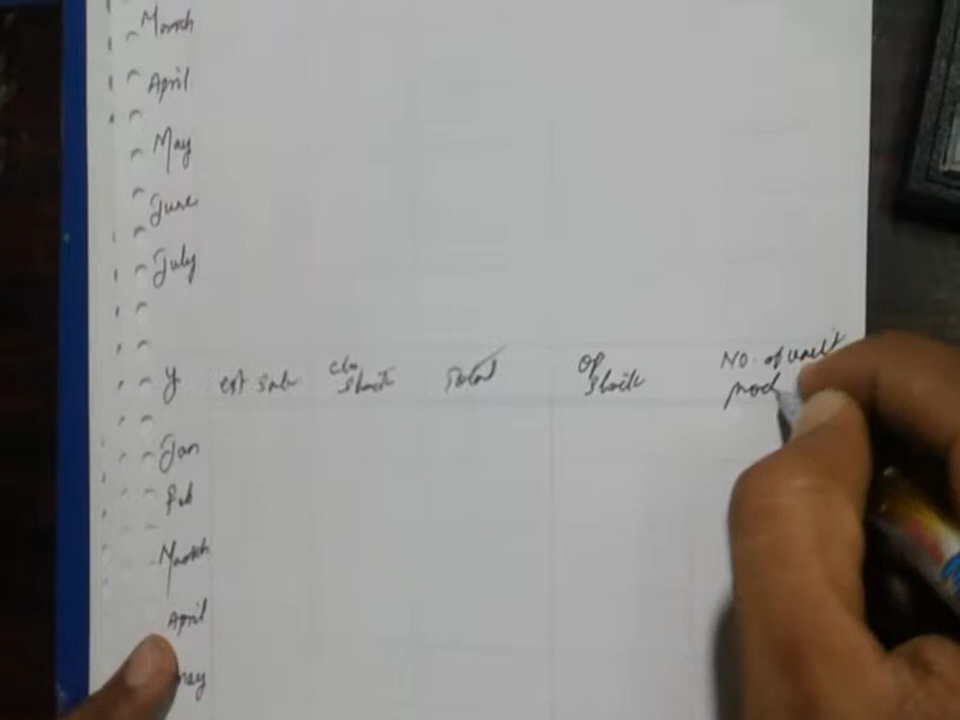 March
April
May
June
July
y est Sale clo Stock Total Op Stock No. of unit prod
Jan
Feb
March
April
may